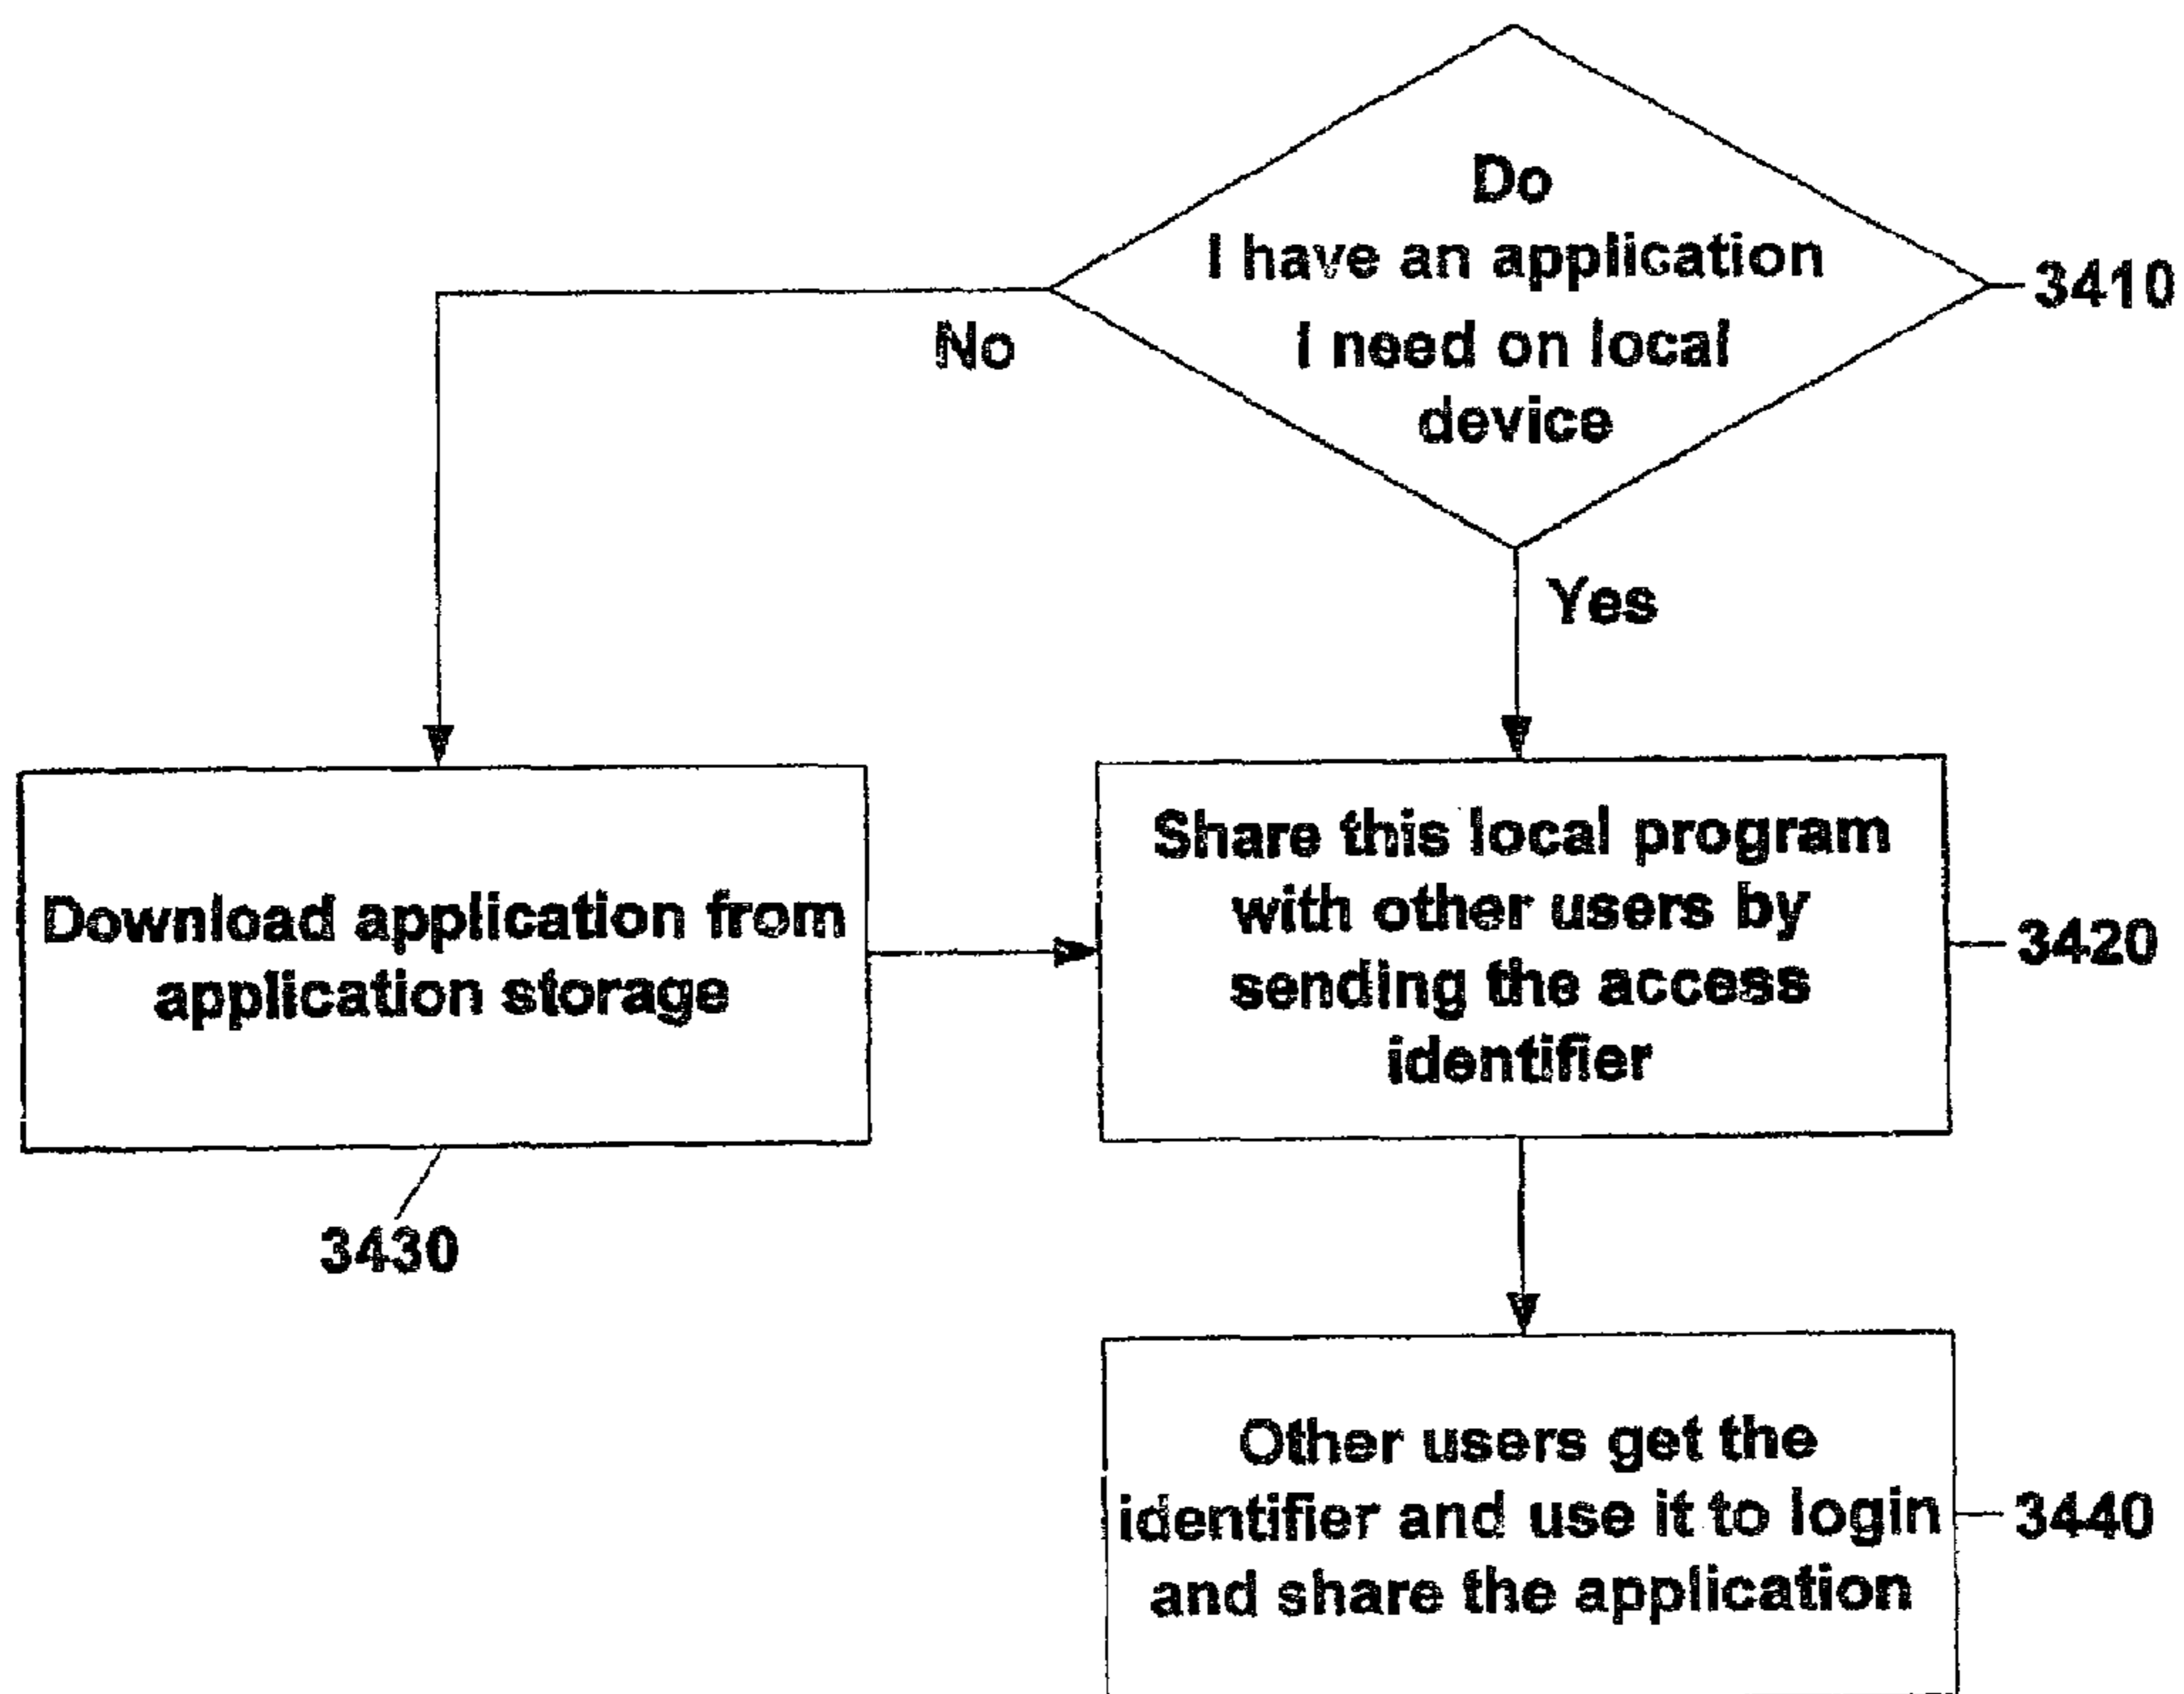 Do
I have an application
I need on local
device
3410
No
Yes
Share this local program
with other users by
sending the access
identifier
3420
Download application from
application storage
3430
Other users get the
identifier and use it to login
and share the application
3440